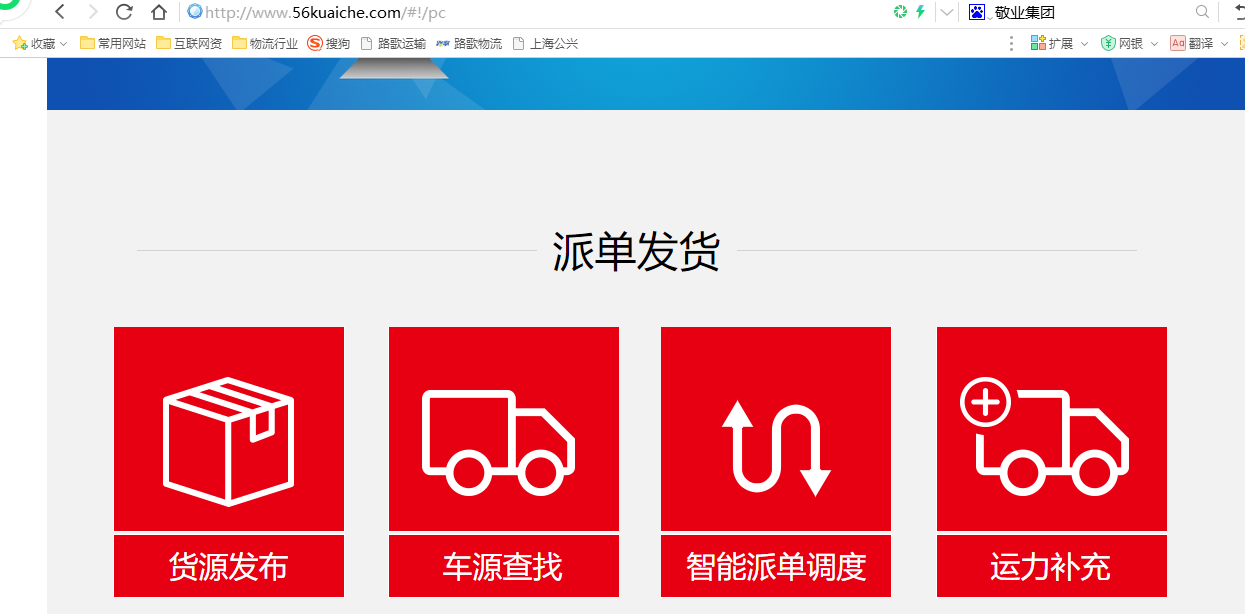 http://www.56kuaiche.com/#!/pc
敬业集团
收藏 常用网站 互联网资 物流行业 搜狗 路歌运输 路歌物流 上海公兴 扩展 网银 Aa 翻译
派单发货
货源发布 车源查找 智能派单调度 运力补充